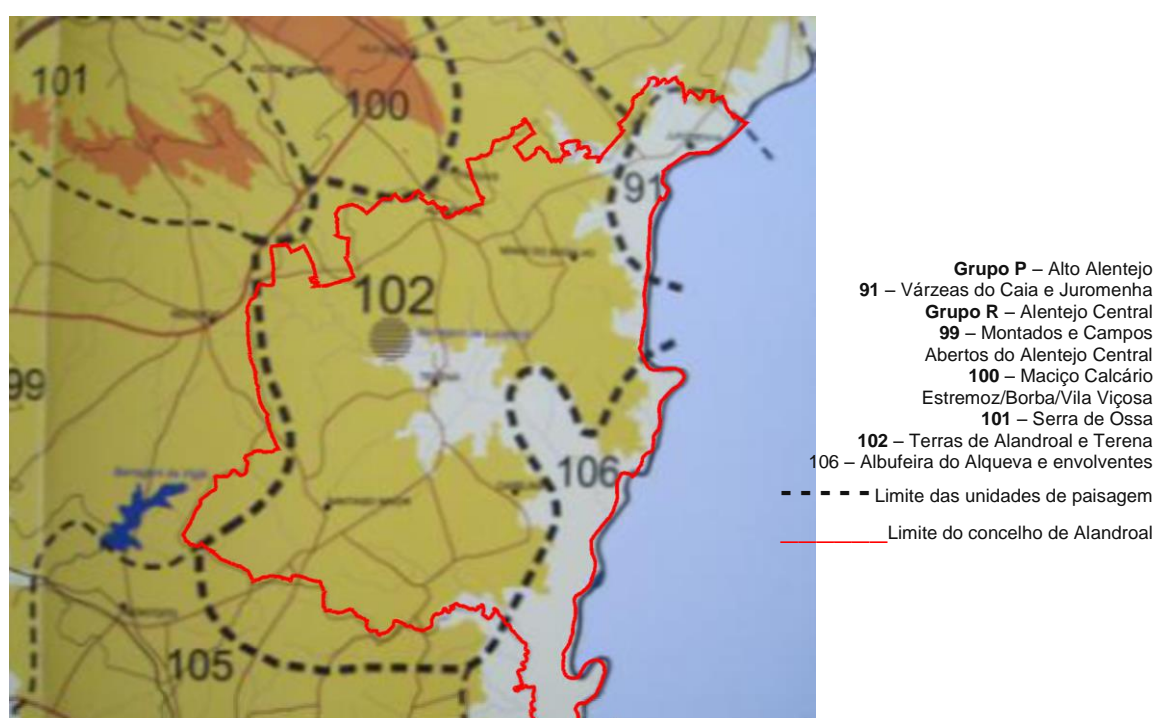 101
100
91
102
99
106
105
Grupo P – Alto Alentejo
91 – Várzeas do Caia e Juromenha
Grupo R – Alentejo Central
99 – Montados e Campos
Abertos do Alentejo Central
100 – Maciço Calcário
Estremoz/Borba/Vila Viçosa
101 – Serra de Ossa
102 – Terras de Alandroal e Terena
106 – Albufeira do Alqueva e envolventes
Limite das unidades de paisagem
Limite do concelho de Alandroal